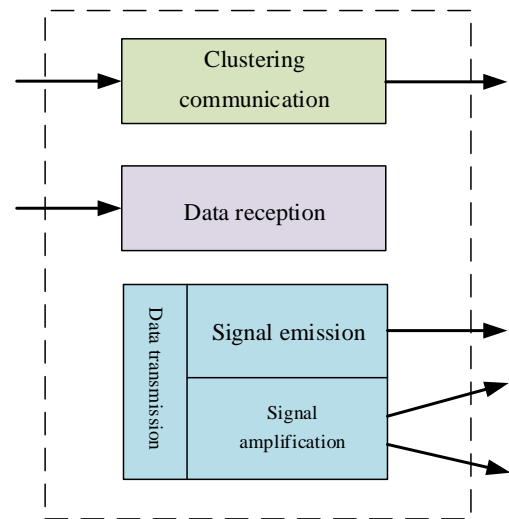 Clustering
communication
Data reception
Data transmission
Signal emission
Signal
amplification